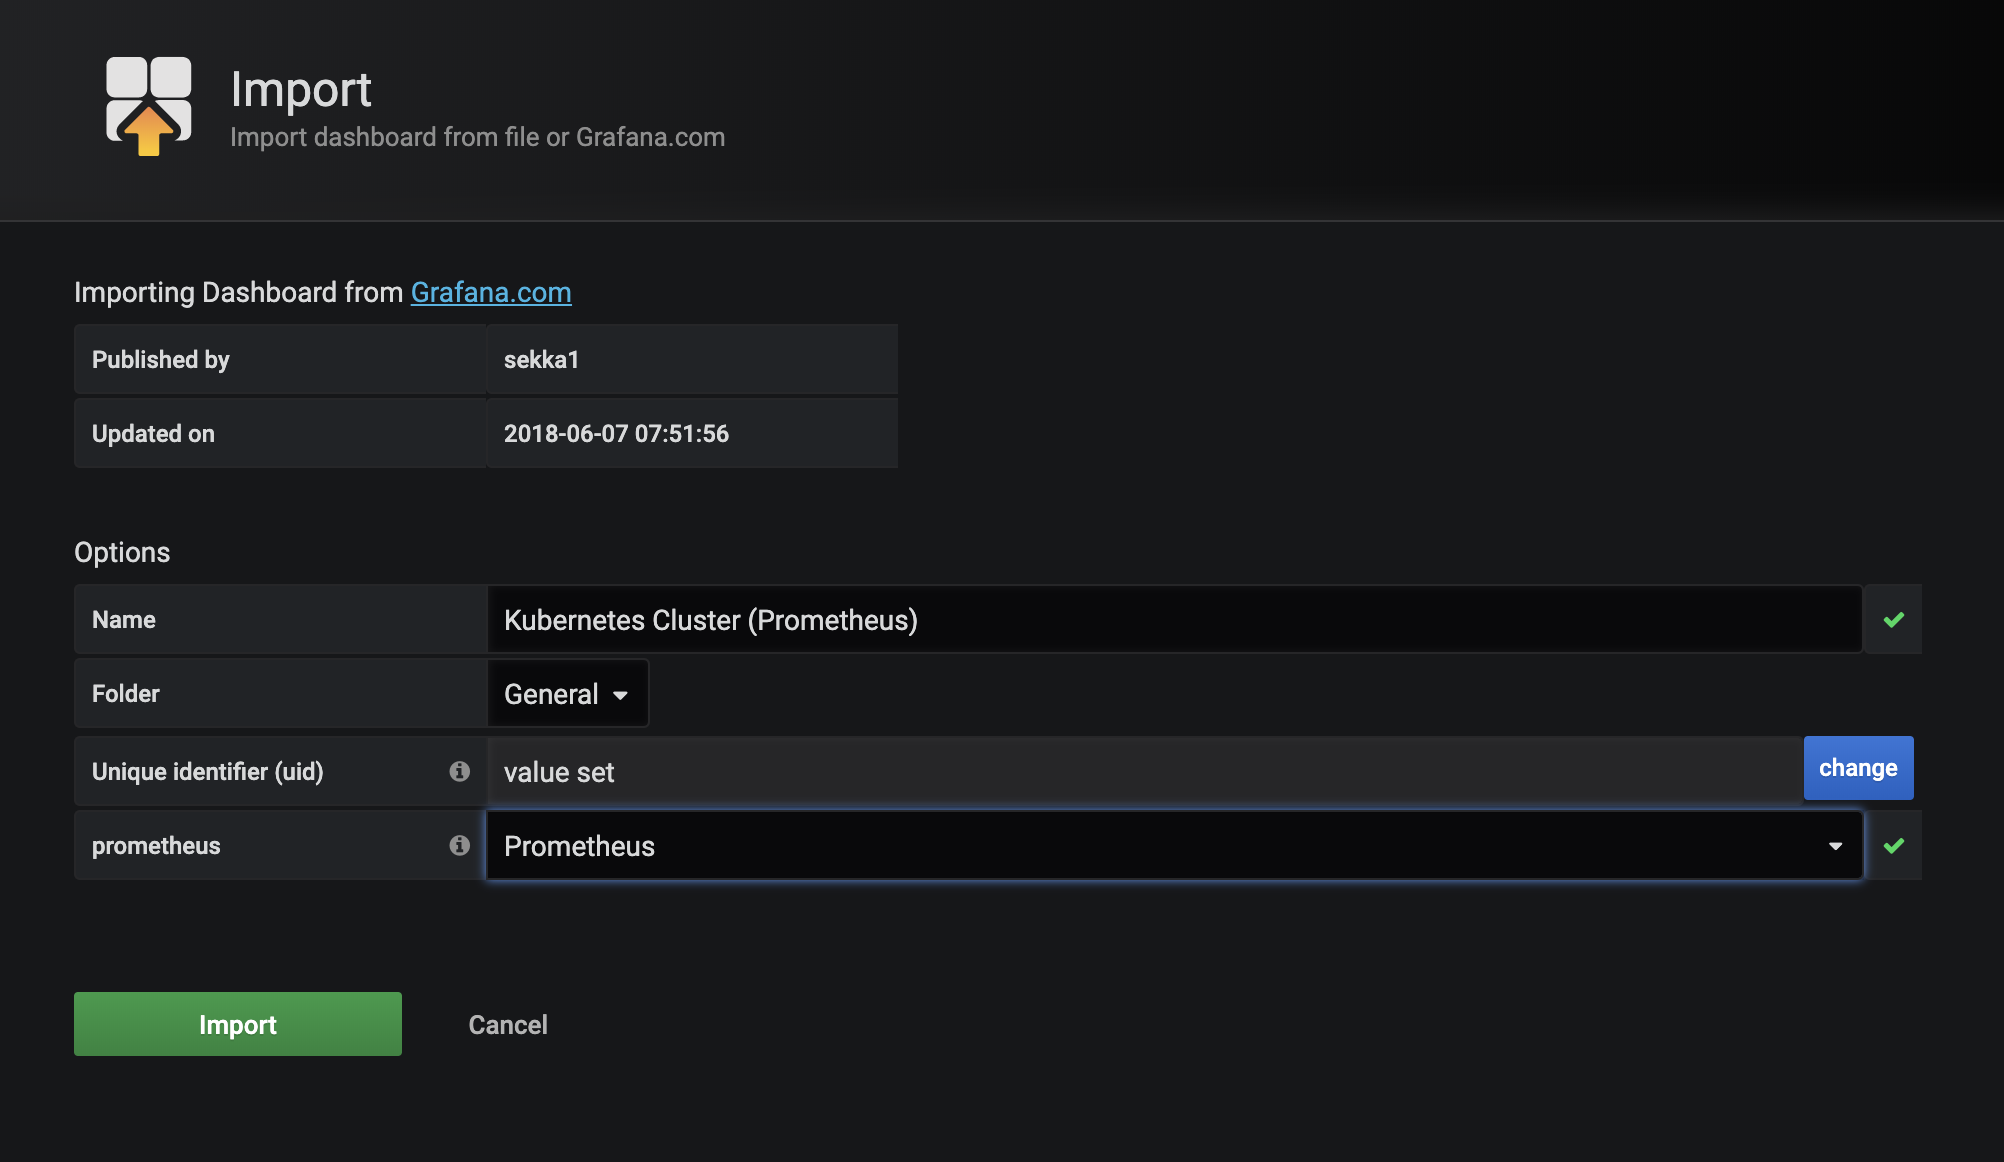 Import
Import dashboard from file or Grafana.com
Importing Dashboard from Grafana.com
Published by sekka1
Updated on 2018-06-07 07:51:56
Options
Name Kubernetes Cluster (Prometheus)
Folder General
Unique identifier (uid) value set change
prometheus Prometheus
Import Cancel